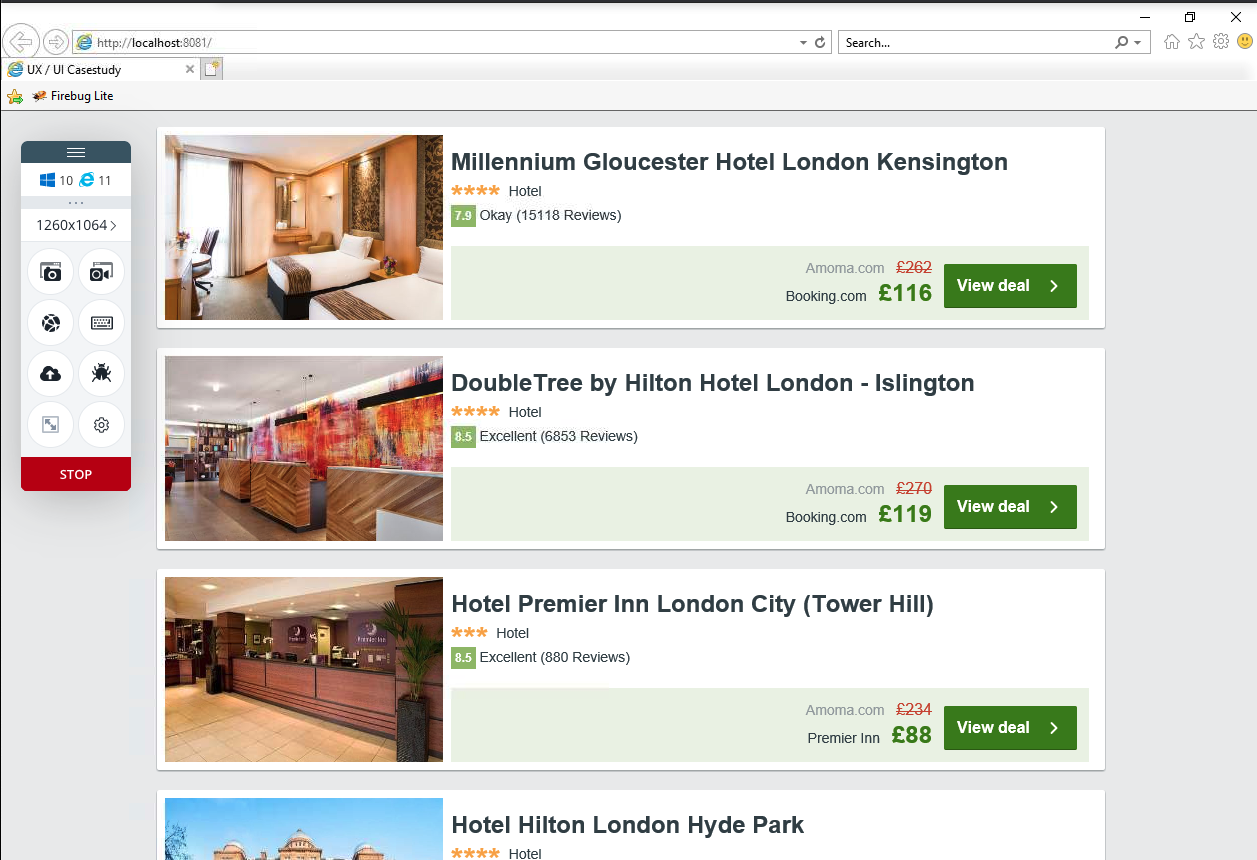 http://localhost:8081/
Search...
UX / UI Casestudy
Firebug Lite
10 11
1260x1064
STOP
Millennium Gloucester Hotel London Kensington
Hotel
7.9 Okay (15118 Reviews)
Amoma.com £262
Booking.com £116
View deal
DoubleTree by Hilton Hotel London - Islington
Hotel
8.5 Excellent (6853 Reviews)
Amoma.com £270
Booking.com £119
View deal
Premier Inn
Hotel Premier Inn London City (Tower Hill)
Hotel
8.5 Excellent (880 Reviews)
Amoma.com £234
Premier Inn £88
View deal
Hotel Hilton London Hyde Park
Hotel